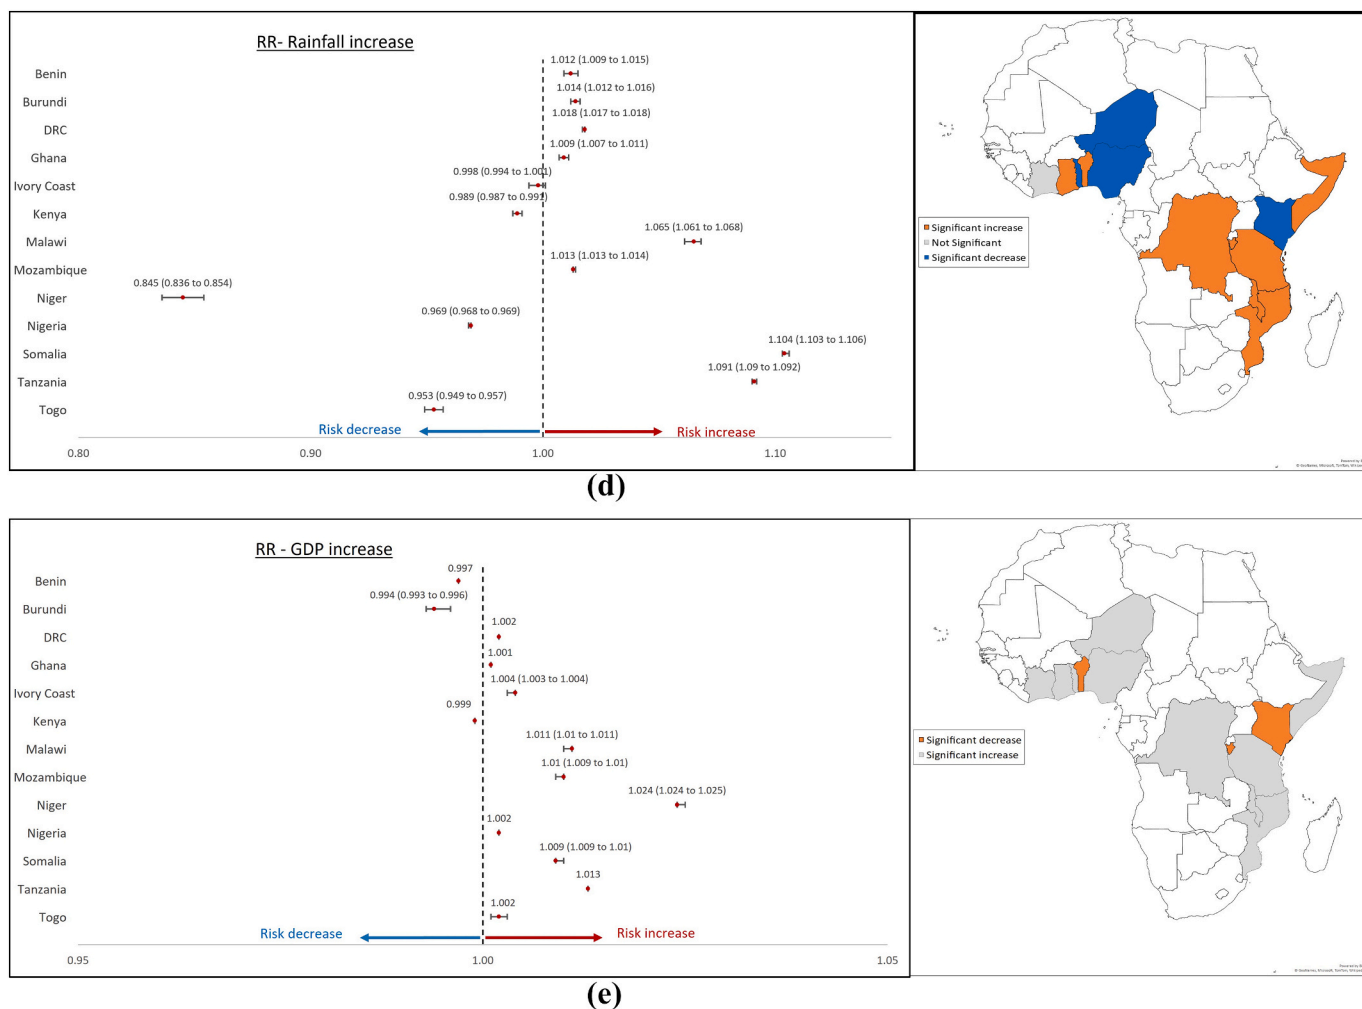 RR- Rainfall increase
Benin
1.012 (1.009 to 1.015)
Burundi
1.014 (1.012 to 1.016)
DRC
1.018 (1.017 to 1.018)
Ghana
1.009 (1.007 to 1.011)
Ivory Coast
0.998 (0.994 to 1.001)
Kenya
0.989 (0.987 to 0.991)
Malawi
1.065 (1.061 to 1.068)
Mozambique
1.013 (1.013 to 1.014)
Niger
0.845 (0.836 to 0.854)
Nigeria
0.969 (0.968 to 0.969)
Somalia
1.104 (1.103 to 1.106)
Tanzania
1.091 (1.09 to 1.092)
Togo
0.953 (0.949 to 0.957)
Risk decrease
Risk increase
0.80
0.90
1.00
1.10
Significant increase
Not Significant
Significant decrease
(d)
RR - GDP increase
Benin
0.997
Burundi
0.994 (0.993 to 0.996)
DRC
1.002
Ghana
1.001
Ivory Coast
1.004 (1.003 to 1.004)
Kenya
0.999
Malawi
1.011 (1.01 to 1.011)
Mozambique
1.01 (1.009 to 1.01)
Niger
1.024 (1.024 to 1.025)
Nigeria
1.002
Somalia
1.009 (1.009 to 1.01)
Tanzania
1.013
Togo
1.002
Risk decrease
Risk increase
0.95
1.00
1.05
Significant decrease
Significant increase
(e)